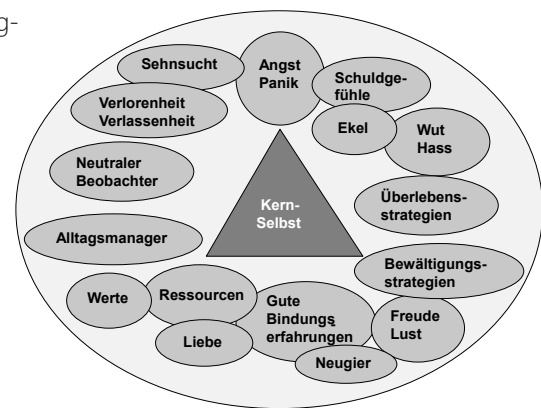 g-
Sehnsucht
Angst
Panik
Schuldge-
fühle
Verlorenheit
Verlassenheit
Ekel
Wut
Hass
Neutraler
Beobachter
Kern-
Selbst
Überlebens-
strategien
Alltagsmanager
Bewältigungs-
strategien
Werte
Ressourcen
Gute
Bindungs
erfahrungen
Freude
Lust
Liebe
Neugier